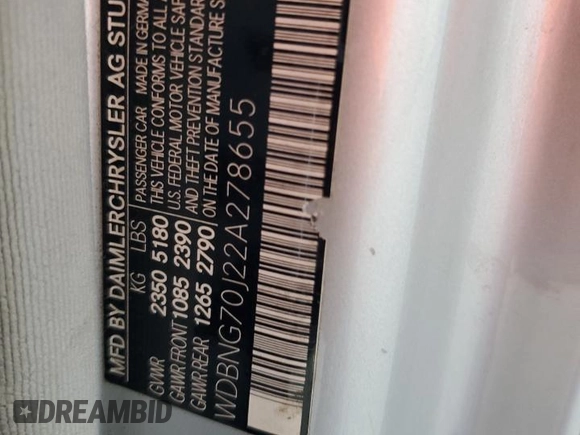 MFD BY DAIMLERCHRYSLER AG STU
KG LBS PASSENGER CAR MADE IN GERMA
GVWR 2350 5180 THIS VEHICLE CONFORMS TO ALL
GAWR FRONT 1085 2390 U.S. FEDERAL MOTOR VEHICLE SAF
GAWR REAR 1265 2790 AND THEFT PREVENTION STANDAR
ON THE DATE OF MANUFACTURE S
WDBNG70J22A278655
DREAMBID